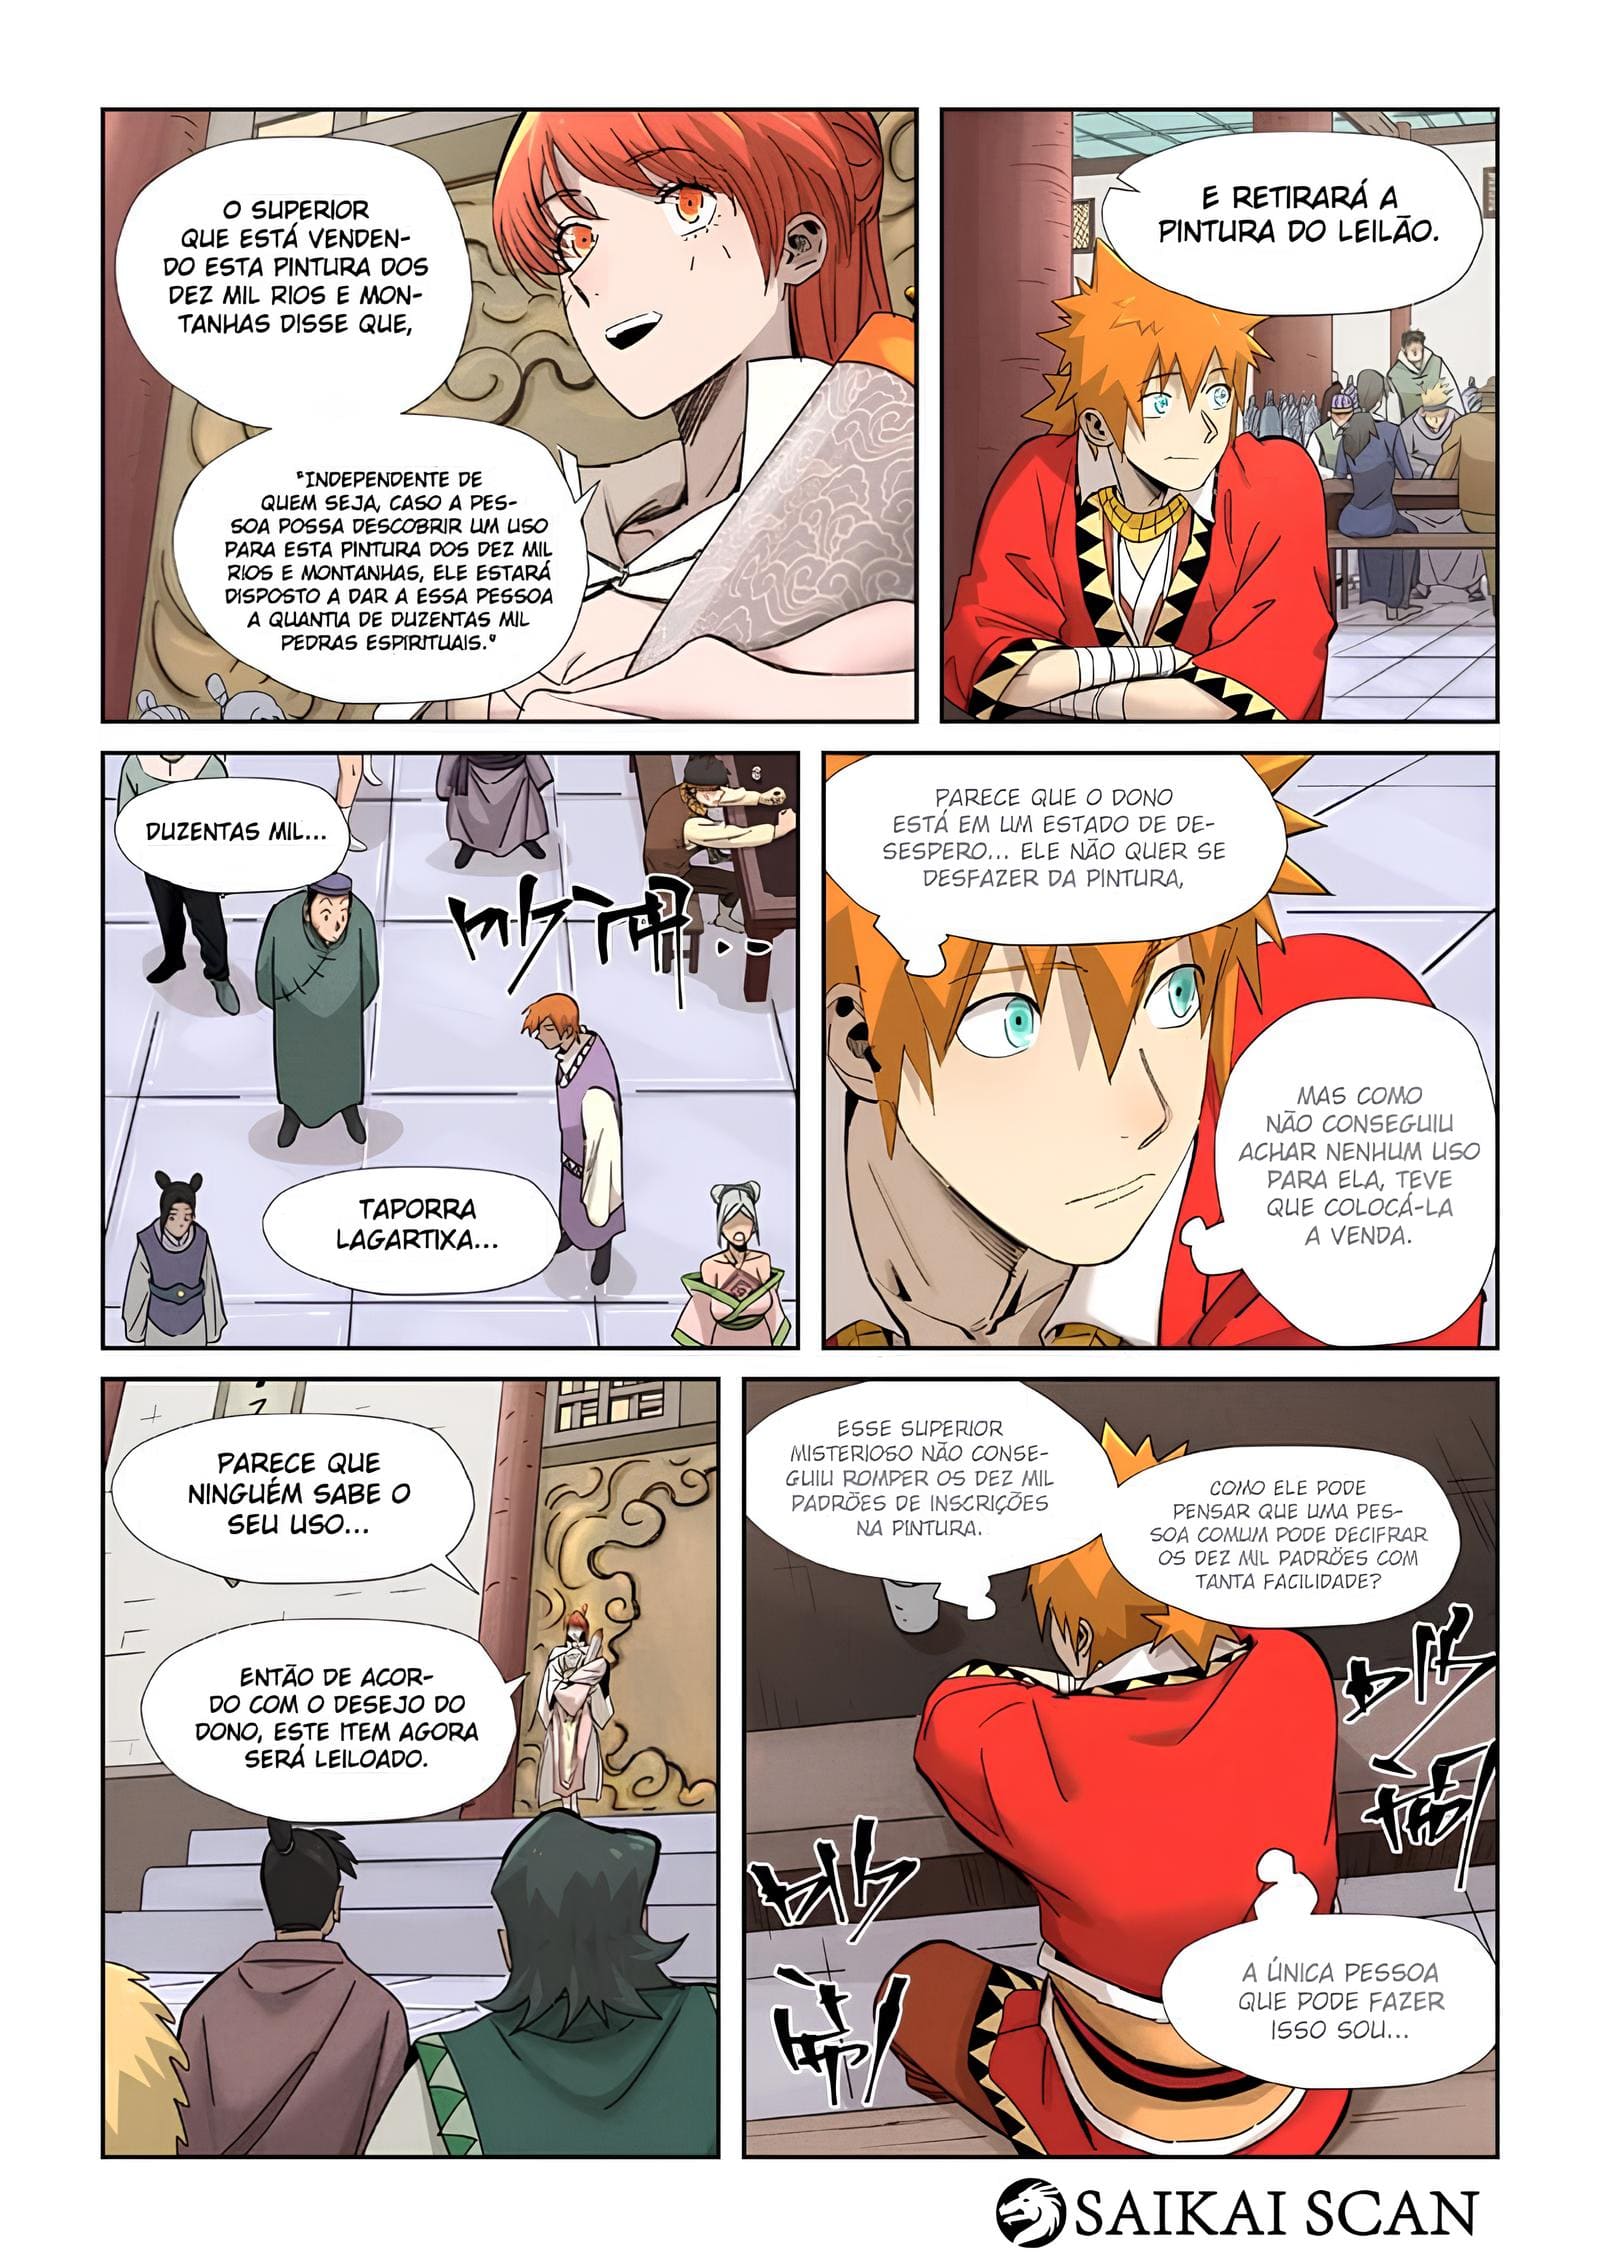 O SUPERIOR
QUE ESTÁ VENDEN-
DO ESTA PINTURA DOS
DEZ MIL RIOS E MON-
TANHAS DISSE QUE,
"INDEPENDENTE DE
QUEM SEJA, CASO A PES-
SOA POSSA DESCOBRIR UM USO
PARA ESTA PINTURA DOS DEZ MIL
RIOS E MONTANHAS, ELE ESTARÁ
DISPOSTO A DAR A ESSA PESSOA
A QUANTIA DE DUZENTAS MIL
PEDRAS ESPIRITUAIS."
E RETIRARÁ A
PINTURA DO LEILÃO.
DUZENTAS MIL...
TAPORRA
LAGARTIXA...
PARECE QUE O DONO
ESTÁ EM UM ESTADO DE DE-
SESPERO... ELE NÃO QUER SE
DESFAZER DA PINTURA,
MAS COMO
NÃO CONSEGUIU
ACHAR NENHUM USO
PARA ELA, TEVE
QUE COLOCÁ-LA
A VENDA.
PARECE QUE
NINGUÉM SABE O
SEU USO...
ENTÃO DE ACOR-
DO COM O DESEJO DO
DONO, ESTE ITEM AGORA
SERÁ LEILOADO.
ESSE SUPERIOR
MISTERIOSO NÃO CONSE-
GUIU ROMPER OS DEZ MIL
PADRÕES DE INSCRIÇÕES
NA PINTURA.
COMO ELE PODE
PENSAR QUE UMA PES-
SOA COMUM PODE DECIFRAR
OS DEZ MIL PADRÕES COM
TANTA FACILIDADE?
A ÚNICA PESSOA
QUE PODE FAZER
ISSO SOU...
SAIKAI SCAN